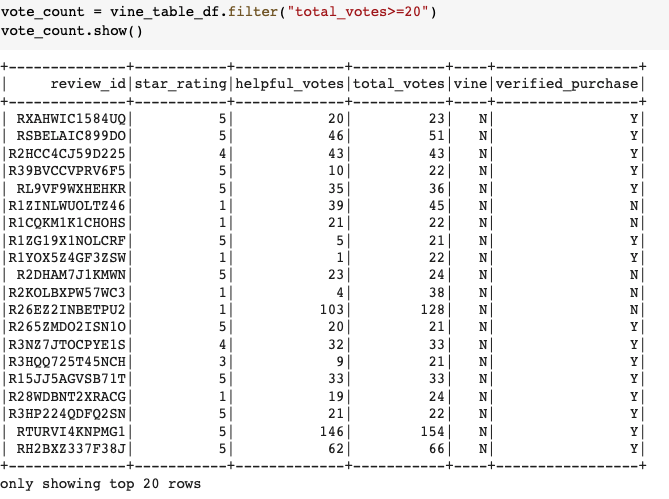 vote_count = vine_table_df.filter("total_votes>=20")
vote_count.show()
+--------------+-----------+-------------+-----------+----+-----------------+
|     review_id|star_rating|helpful_votes|total_votes|vine|verified_purchase|
+--------------+-----------+-------------+-----------+----+-----------------+
| RXAHWIC1584UQ|          5|           20|         23|   N|                Y|
| RSBELAIC899DO|          5|           46|         51|   N|                Y|
|R2HCC4CJ59D225|          4|           43|         43|   N|                Y|
|R39BVCCVPRV6F5|          5|           10|         22|   N|                Y|
| RL9VF9WXHEHKR|          5|           35|         36|   N|                Y|
|R1ZINLWUOLTZ46|          1|           39|         45|   N|                N|
|R1CQKM1K1CHOHS|          1|           21|         22|   N|                N|
|R1ZG19X1NOLCRF|          5|            5|         21|   N|                Y|
|R1YOX5Z4GF3ZSW|          1|            1|         22|   N|                Y|
| R2DHAM7J1KMWN|          5|           23|         24|   N|                N|
|R2KOLBXPW57WC3|          1|            4|         38|   N|                N|
|R26EZ2INBETPU2|          1|          103|        128|   N|                N|
|R265ZMDO2ISN1O|          5|           20|         21|   N|                Y|
|R3NZ7JTOCPYE1S|          4|           32|         33|   N|                Y|
|R3HQQ725T45NCH|          3|            9|         21|   N|                Y|
|R15JJ5AGVSB71T|          5|           33|         33|   N|                Y|
|R28WDBNT2XRACG|          1|           19|         24|   N|                Y|
|R3HP224QDFQ2SN|          5|           21|         22|   N|                Y|
| RTURVI4KNPMG1|          5|          146|        154|   N|                Y|
|RH2BXZ337F38J|          5|           62|         66|   N|                Y|
+--------------+-----------+-------------+-----------+----+-----------------+
only showing top 20 rows